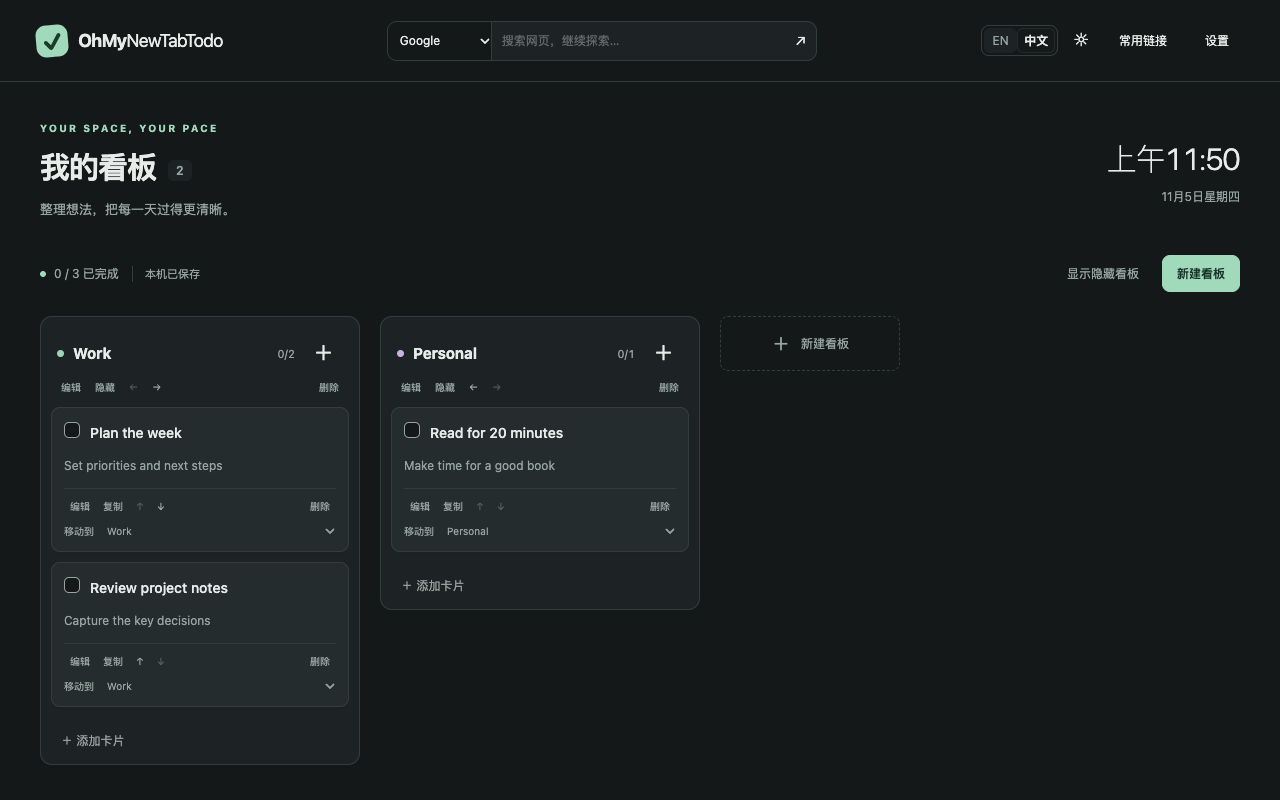 OhMyNewTabTodo
Google
搜索网页，继续探索...
EN 中文
常用链接
设置
YOUR SPACE, YOUR PACE
我的看板 2
整理想法，把每一天过得更清晰。
上午11:50
11月5日星期四
0 / 3 已完成
本机已保存
显示隐藏看板
新建看板
Work 0/2 +
编辑 隐藏 ← → 删除
Plan the week
Set priorities and next steps
编辑 复制 ↑ ↓ 删除
移动到 Work
Review project notes
Capture the key decisions
编辑 复制 ↑ ↓ 删除
移动到 Work
+ 添加卡片
Personal 0/1 +
编辑 隐藏 ← → 删除
Read for 20 minutes
Make time for a good book
编辑 复制 ↑ ↓ 删除
移动到 Personal
+ 添加卡片
+ 新建看板